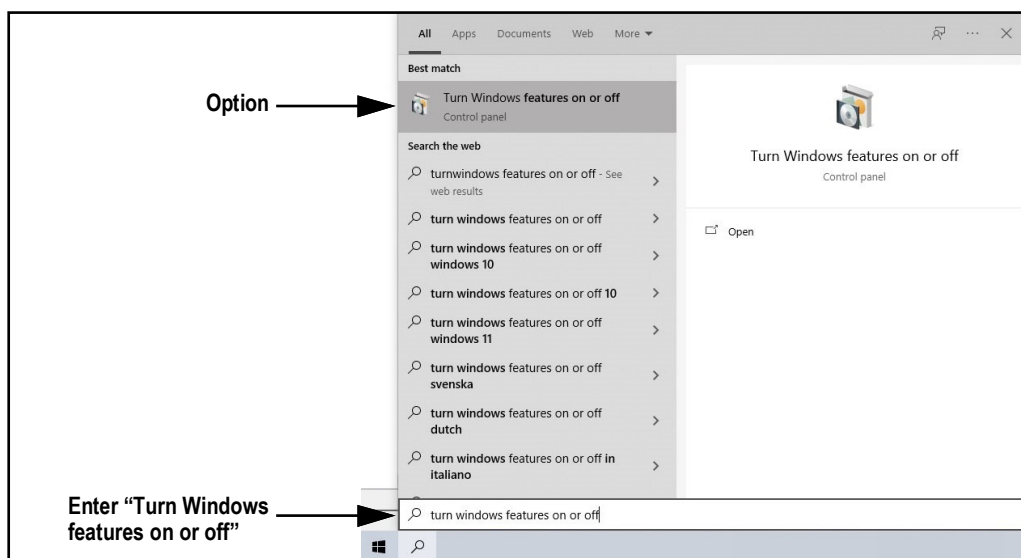 All Apps Documents Web More
Best match
Option
Turn Windows features on or off
Control panel
Search the web
turnwindows features on or off - See
web results
turn windows features on or off
turn windows features on or off
windows 10
turn windows features on or off 10
turn windows features on or off
windows 11
turn windows features on or off
svenska
turn windows features on or off
dutch
turn windows features on or off in
italiano
Turn Windows features on or off
Control panel
Open
Enter “Turn Windows
features on or off”
turn windows features on or off